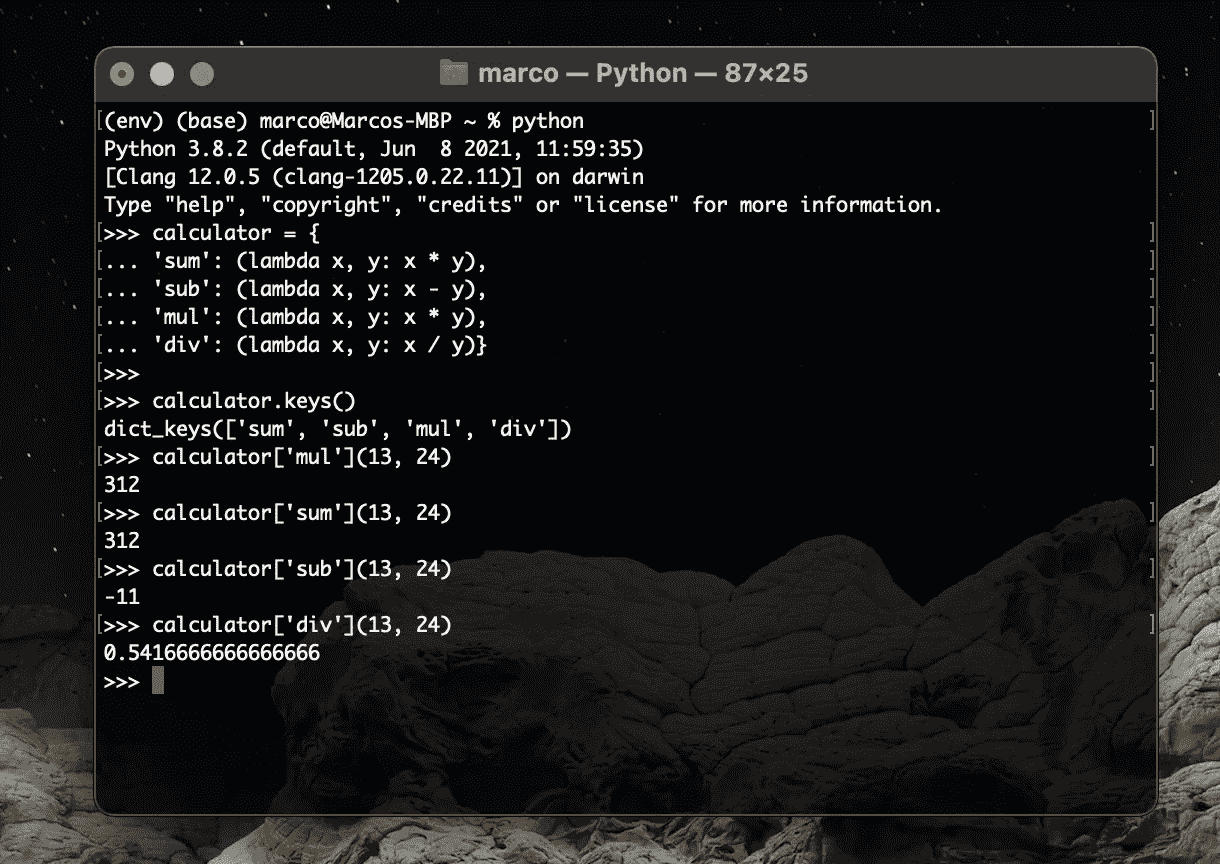 marco — Python — 87×25
(env) (base) marco@Marcos-MBP ~ % python
Python 3.8.2 (default, Jun  8 2021, 11:59:35)
[Clang 12.0.5 (clang-1205.0.22.11)] on darwin
Type "help", "copyright", "credits" or "license" for more information.
>>> calculator = {
... 'sum': (lambda x, y: x * y),
... 'sub': (lambda x, y: x - y),
... 'mul': (lambda x, y: x * y),
... 'div': (lambda x, y: x / y)}
>>>
>>> calculator.keys()
dict_keys(['sum', 'sub', 'mul', 'div'])
>>> calculator['mul'](13, 24)
312
>>> calculator['sum'](13, 24)
312
>>> calculator['sub'](13, 24)
-11
>>> calculator['div'](13, 24)
0.5416666666666666
>>>